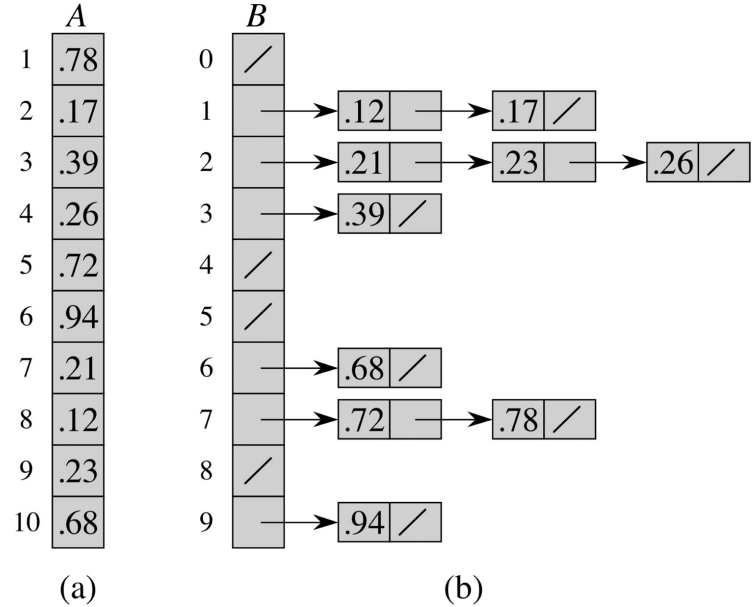 A B
1 .78 0
2 .17 1 .12 .17
3 .39 2 .21 .23 .26
4 .26 3 .39
5 .72 4
6 .94 5
7 .21 6 .68
8 .12 7 .72 .78
9 .23 8
10 .68 9 .94
(a) (b)